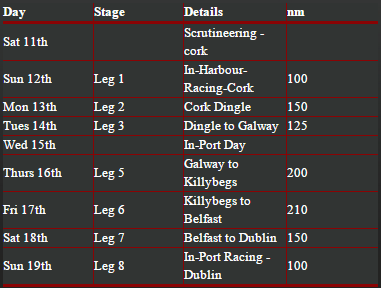 Day Stage Details nm
Sat 11th Scrutineering -
cork
Sun 12th Leg 1 In-Harbour-
Racing-Cork 100
Mon 13th Leg 2 Cork Dingle 150
Tues 14th Leg 3 Dingle to Galway 125
Wed 15th In-Port Day
Thurs 16th Leg 5 Galway to
Killybegs 200
Fri 17th Leg 6 Killybegs to
Belfast 210
Sat 18th Leg 7 Belfast to Dublin 150
Sun 19th Leg 8 In-Port Racing -
Dublin 100